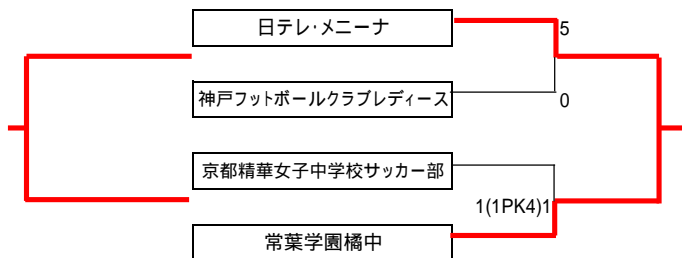 日テレ・メニーナ
5
神戸フットボールクラブレディース
0
京都精華女子中学校サッカー部
1(1PK4)1
常葉学園橘中